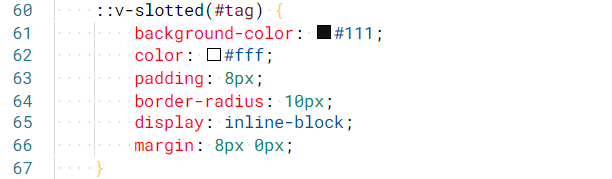 60 ::v-slotted(#tag) {
61 background-color: #111;
62 color: #fff;
63 padding: 8px;
64 border-radius: 10px;
65 display: inline-block;
66 margin: 8px 0px;
67 }